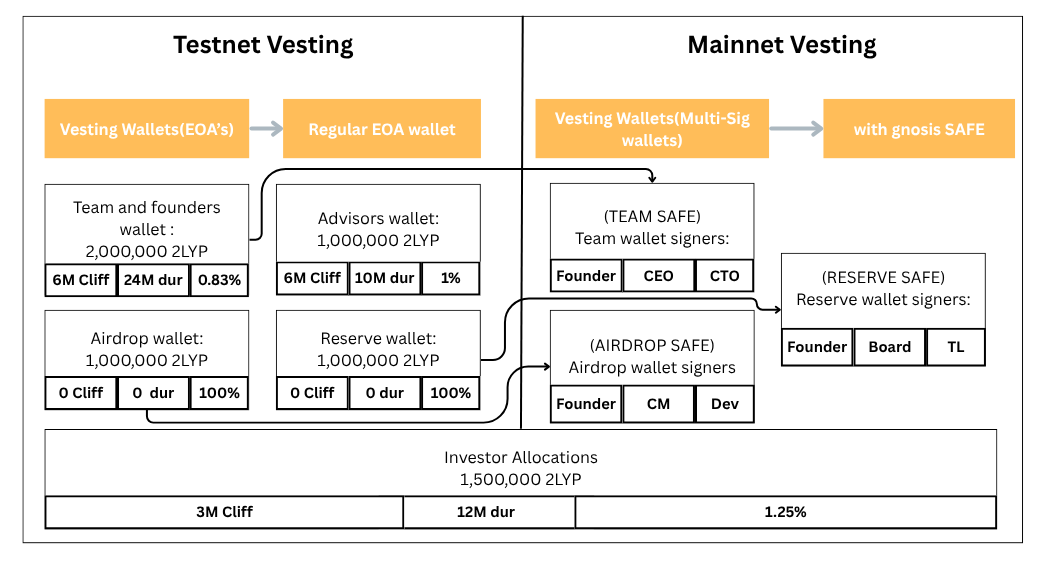 Testnet Vesting
Mainnet Vesting
Vesting Wallets(EOA's)
Regular EOA wallet
Vesting Wallets(Multi-Sig
wallets)
with gnosis SAFE
Team and founders
wallet :
2,000,000 2LYP
6M Cliff
24M dur
0.83%
Advisors wallet:
1,000,000 2LYP
6M Cliff
10M dur
1%
(TEAM SAFE)
Team wallet signers:
Founder
CEO
CTO
(RESERVE SAFE)
Reserve wallet signers:
Founder
Board
TL
Airdrop wallet:
1,000,000 2LYP
0 Cliff
0 dur
100%
Reserve wallet:
1,000,000 2LYP
0 Cliff
0 dur
100%
(AIRDROP SAFE)
Airdrop wallet signers
Founder
CM
Dev
Investor Allocations
1,500,000 2LYP
3M Cliff
12M dur
1.25%